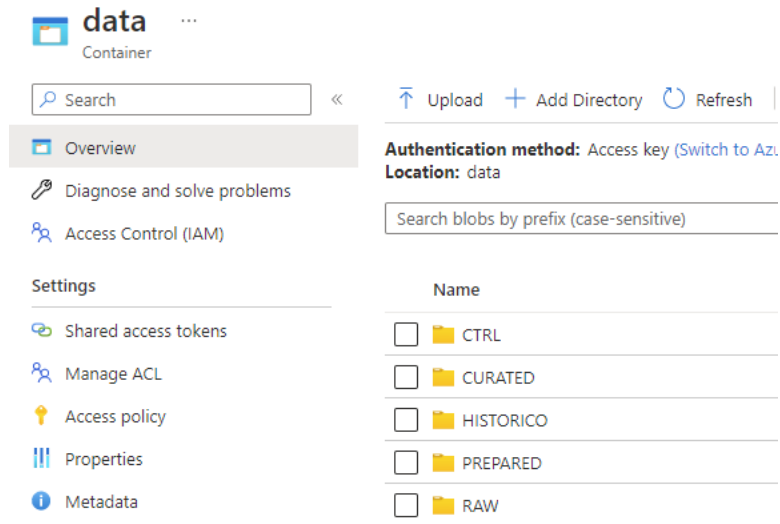 data ...
Container
Search
«
Overview
Diagnose and solve problems
Access Control (IAM)
Settings
Shared access tokens
Manage ACL
Access policy
Properties
Metadata
Upload Add Directory Refresh
Authentication method: Access key (Switch to Azu
Location: data
Search blobs by prefix (case-sensitive)
Name
CTRL
CURATED
HISTORICO
PREPARED
RAW